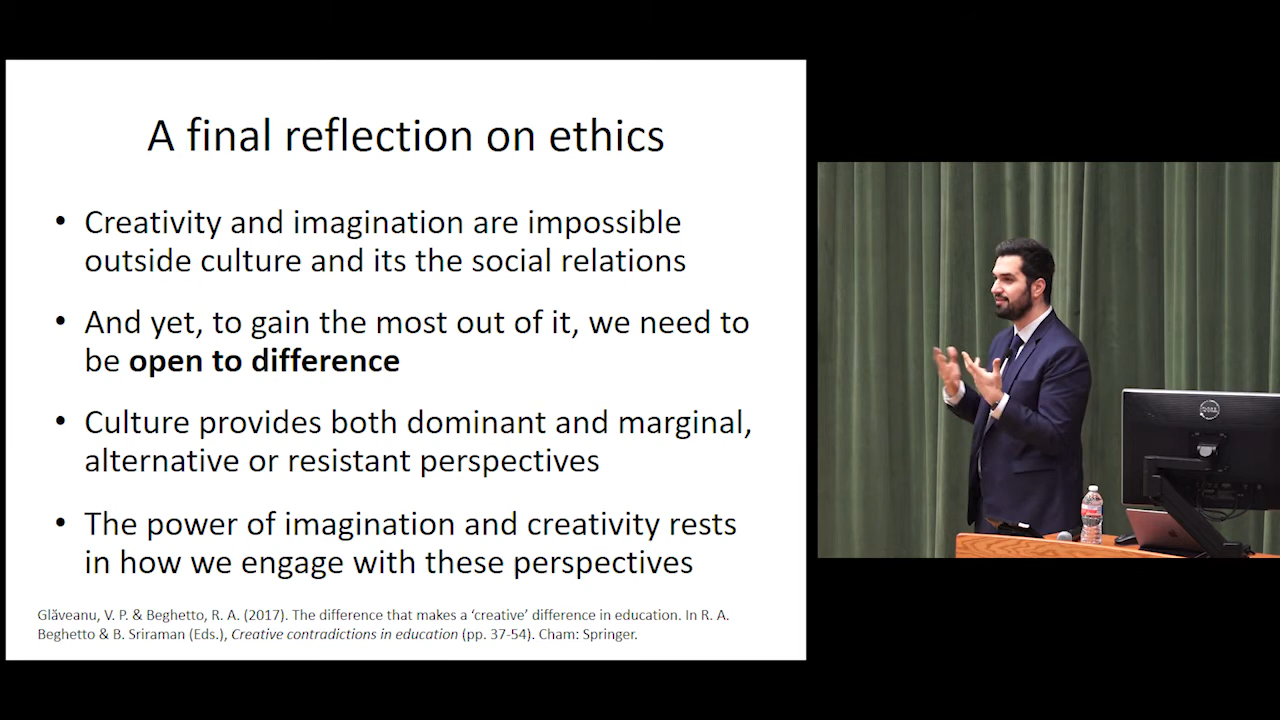 A final reflection on ethics
• Creativity and imagination are impossible
outside culture and its the social relations
• And yet, to gain the most out of it, we need to
be open to difference
• Culture provides both dominant and marginal,
alternative or resistant perspectives
• The power of imagination and creativity rests
in how we engage with these perspectives
Glăveanu, V. P. & Beghetto, R. A. (2017). The difference that makes a ‘creative’ difference in education. In R. A.
Beghetto & B. Sriraman (Eds.), Creative contradictions in education (pp. 37-54). Cham: Springer.
DELL